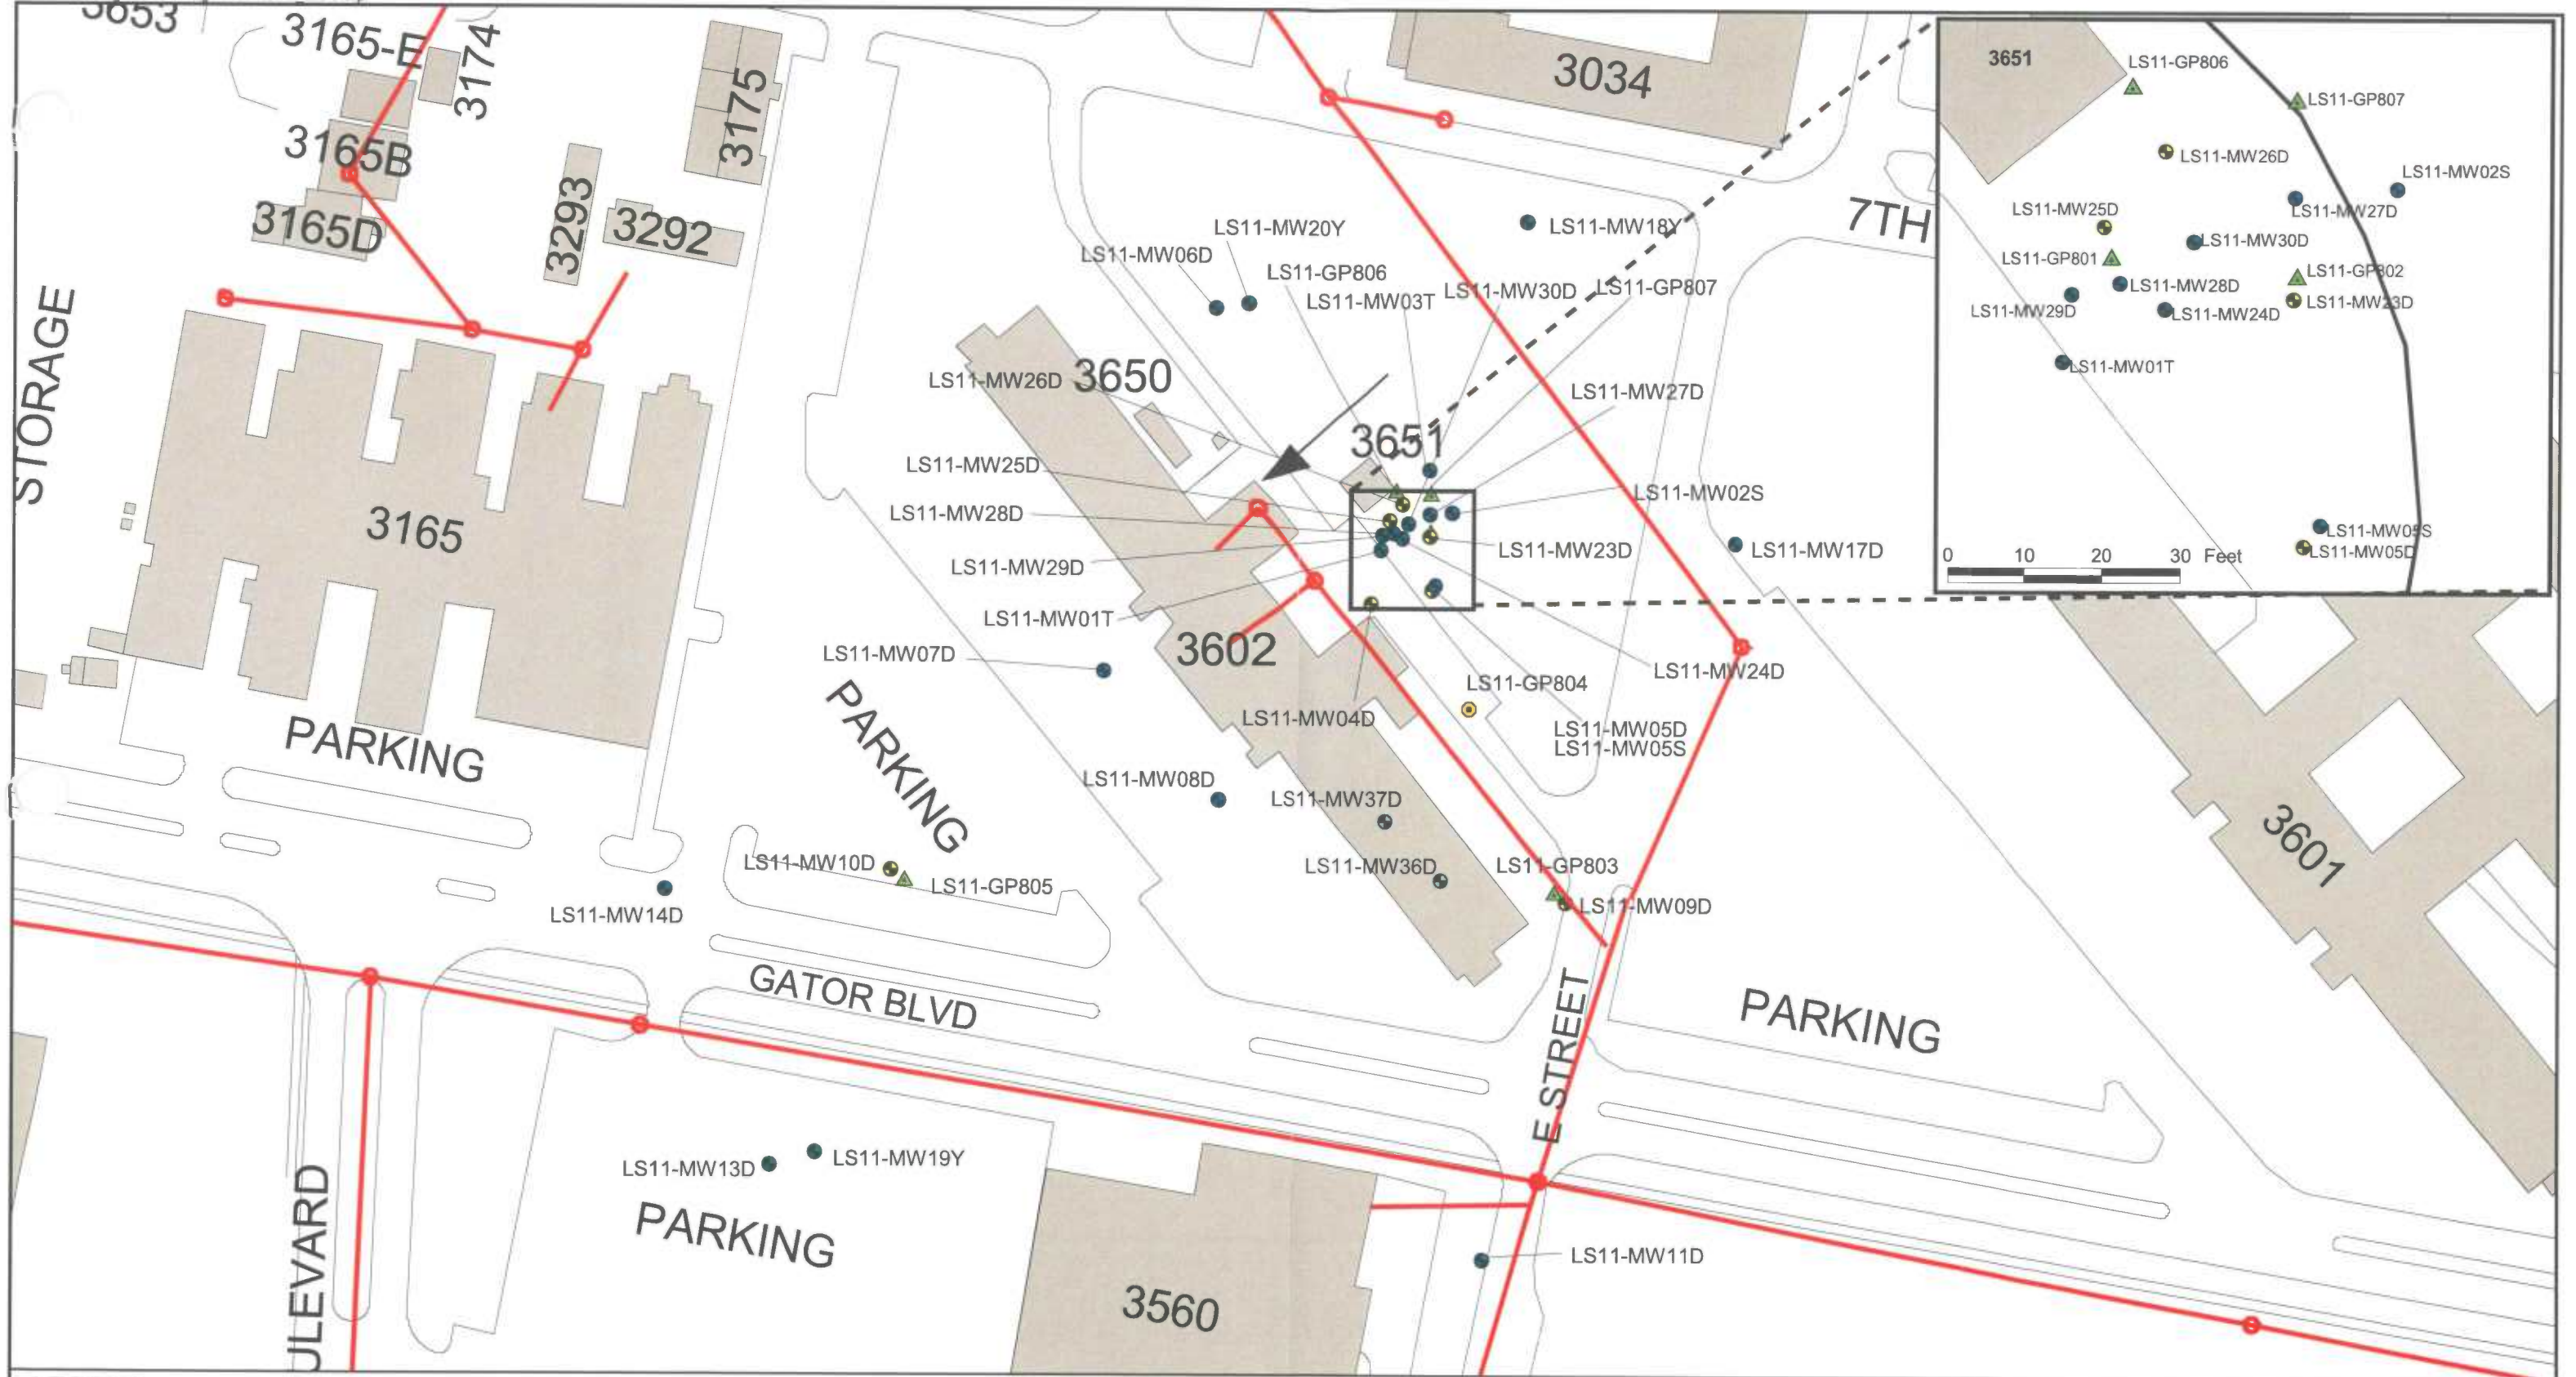 3653
3165-E
3174
3175
3165B
3165D
3293
3292
STORAGE
3165
PARKING
3034
7TH
LS11-MW20Y
LS11-MW18Y
LS11-MW06D
LS11-GP806
LS11-MW03T
LS11-MW30D
LS11-GP807
LS11-MW26D
3650
LS11-MW27D
3651
LS11-MW25D
LS11-MW02S
LS11-MW28D
LS11-MW23D
LS11-MW17D
LS11-MW29D
LS11-MW01T
3602
LS11-MW07D
LS11-MW24D
LS11-GP804
LS11-MW04D
LS11-MW05D
LS11-MW05S
PARKING
LS11-MW08D
LS11-MW37D
LS11-MW10D
LS11-GP805
LS11-MW36D
LS11-GP803
LS11-MW09D
LS11-MW14D
GATOR BLVD
E STREET
PARKING
3601
LS11-MW13D
LS11-MW19Y
PARKING
ULEVARD
3560
LS11-MW11D
3651
LS11-GP806
LS11-GP807
LS11-MW26D
LS11-MW02S
LS11-MW25D
LS11-MW27D
LS11-MW30D
LS11-GP801
LS11-GP802
LS11-MW28D
LS11-MW23D
LS11-MW29D
LS11-MW24D
LS11-MW01T
LS11-MW05S
LS11-MW05D
0 10 20 30 Feet